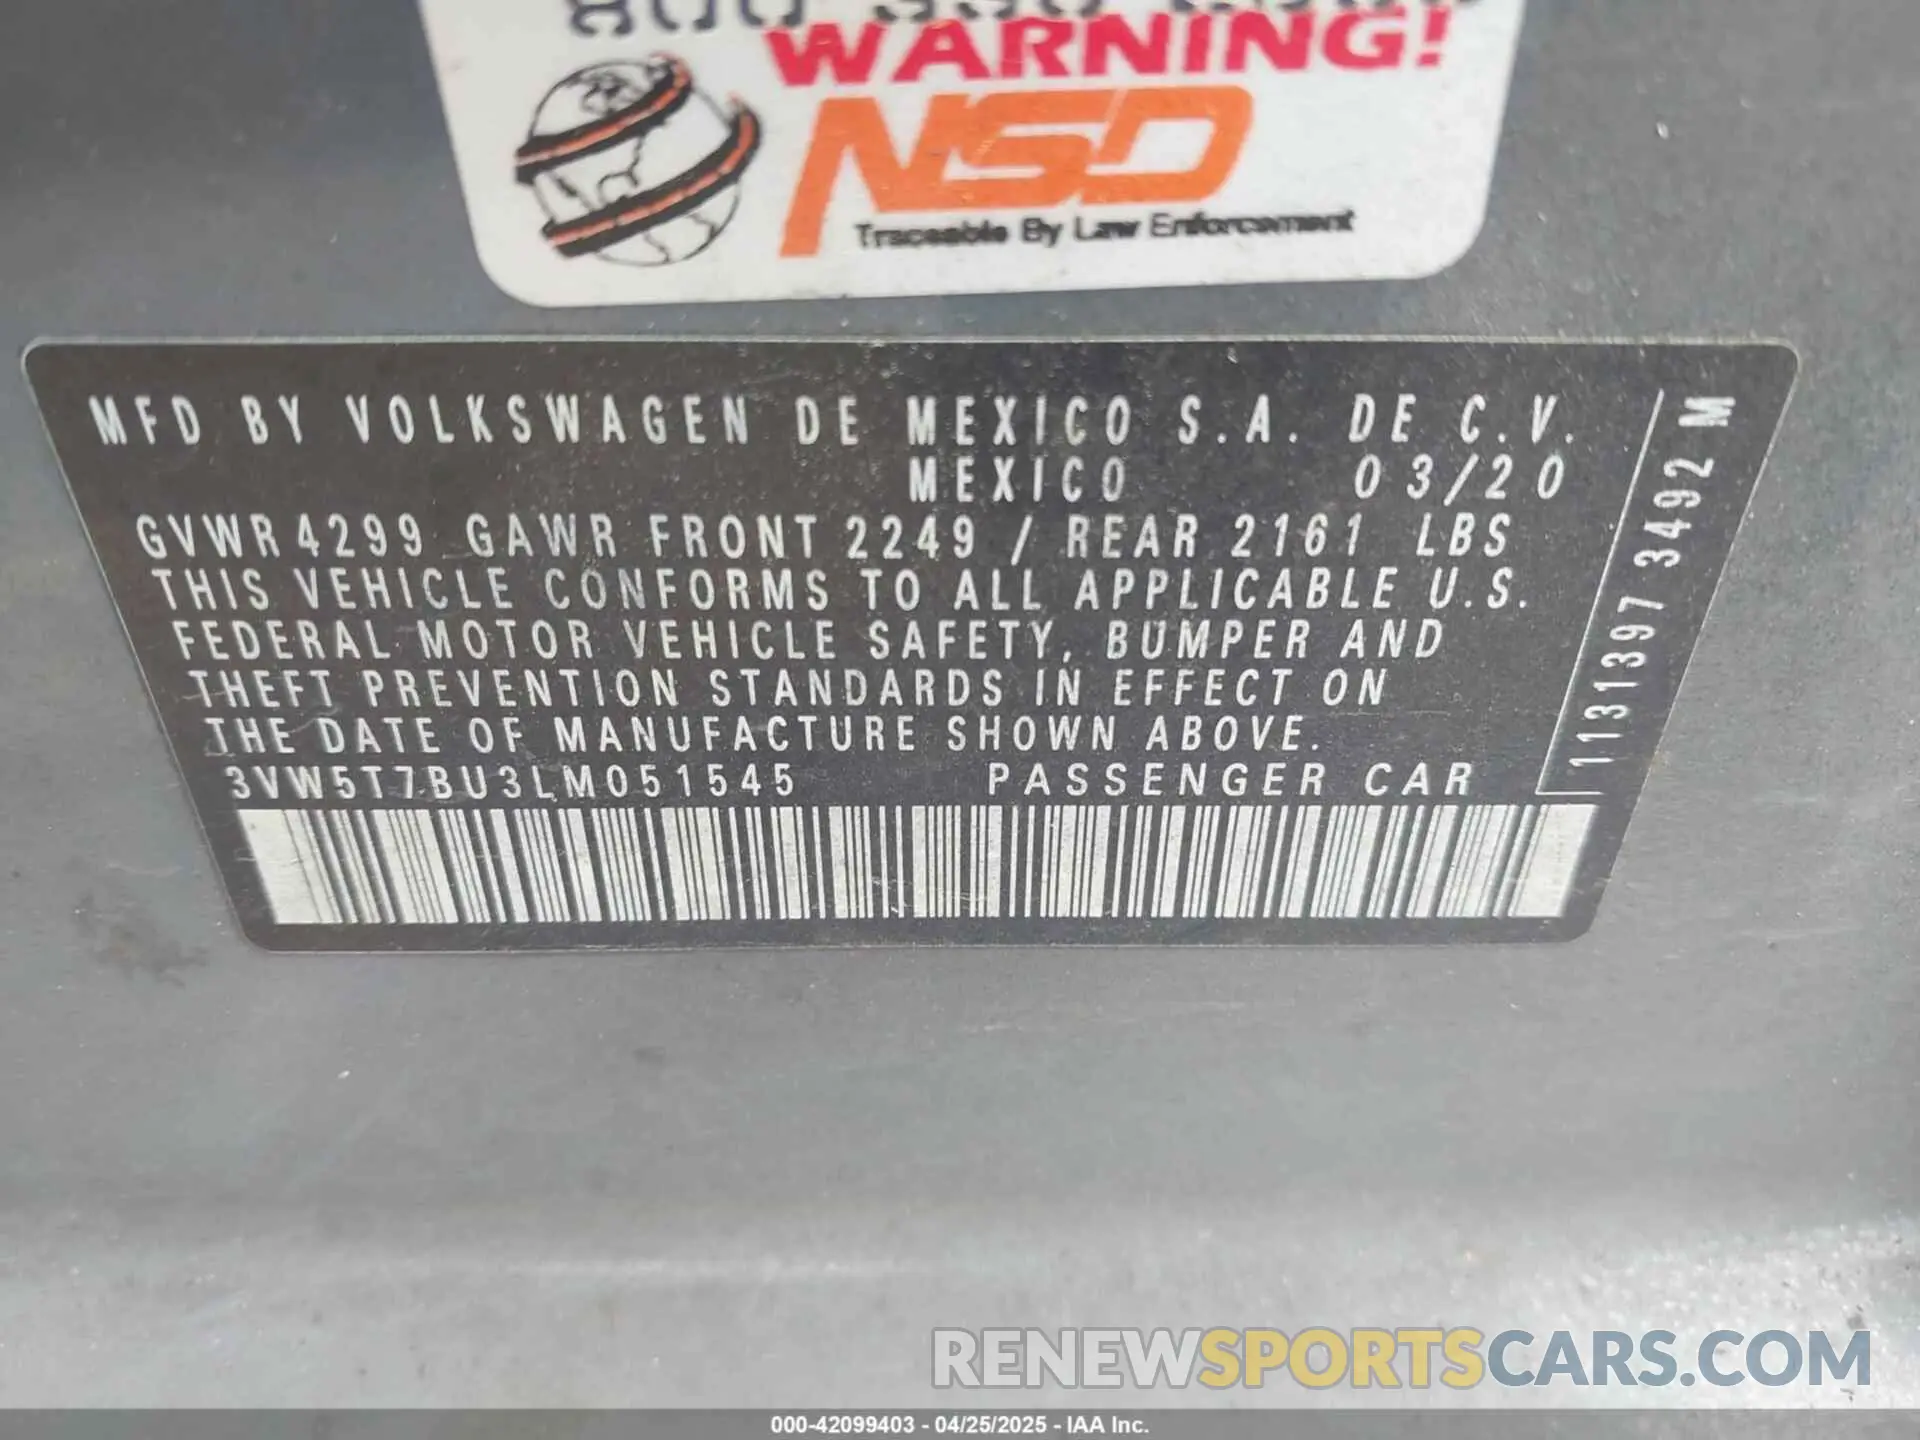 WARNING!
NSD
Traceable By Law Enforcement
MFD BY VOLKSWAGEN DE MEXICO S.A. DE C.V.
MEXICO 03/20
GVWR 4299 GAWR FRONT 2249 / REAR 2161 LBS
THIS VEHICLE CONFORMS TO ALL APPLICABLE U.S.
FEDERAL MOTOR VEHICLE SAFETY, BUMPER AND
THEFT PREVENTION STANDARDS IN EFFECT ON
THE DATE OF MANUFACTURE SHOWN ABOVE.
3VW5T7BU3LM051545 PASSENGER CAR
1131397 3492 M
RENEWSPORTSCARS.COM
000-42099403 - 04/25/2025 - IAA Inc.